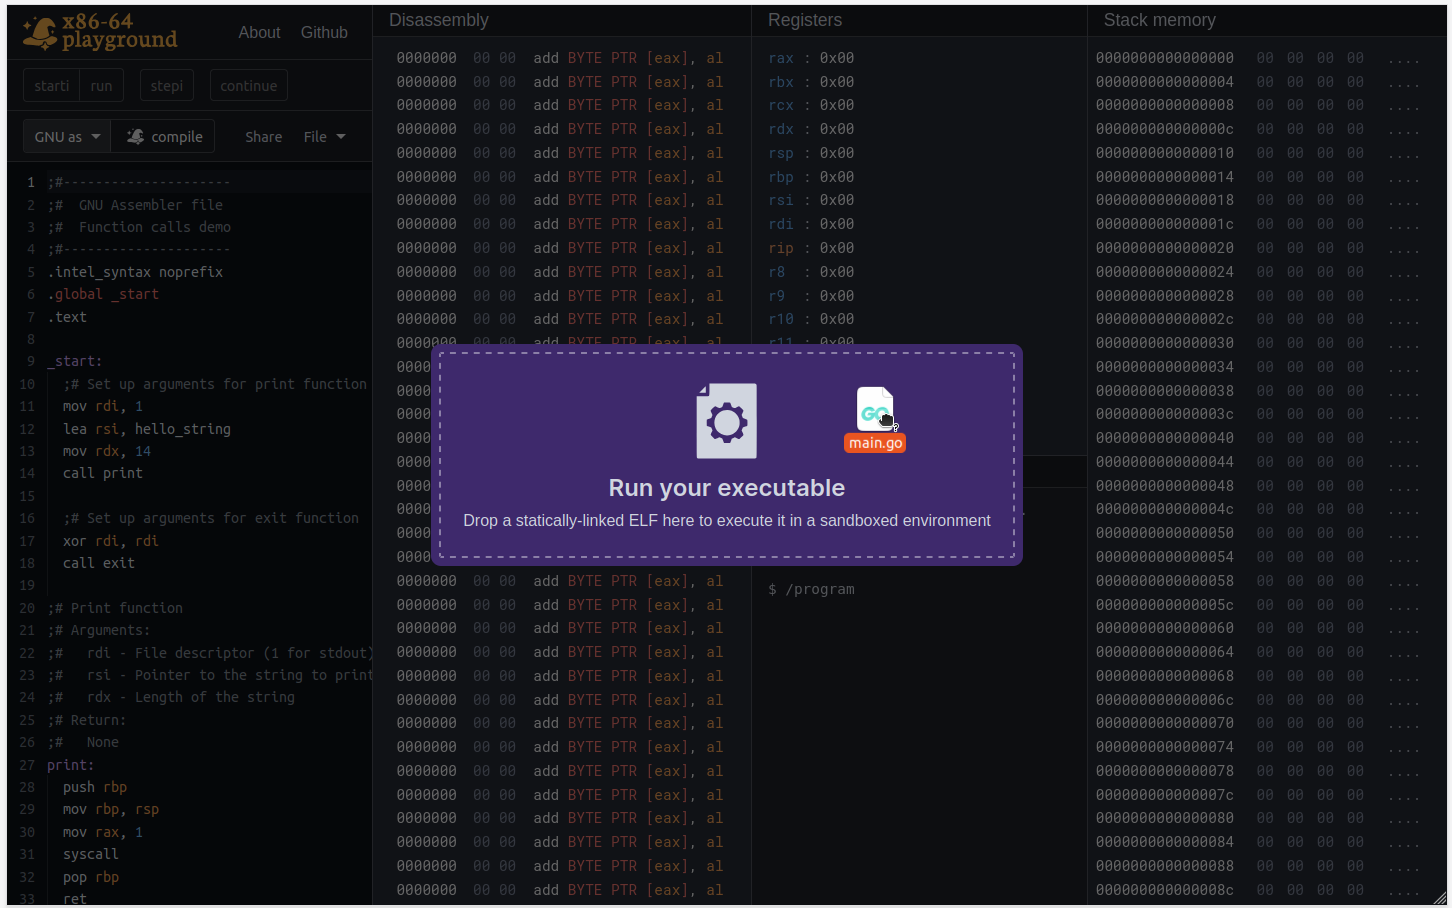 x86-64
playground
About
Github
starti
run
stepi
continue
GNU as
compile
Share
File
1 ;#---------------------
2 ;#  GNU Assembler file
3 ;#  Function calls demo
4 ;#---------------------
5 .intel_syntax noprefix
6 .global _start
7 .text
8
9 _start:
10   ;# Set up arguments for print function
11   mov rdi, 1
12   lea rsi, hello_string
13   mov rdx, 14
14   call print
15
16   ;# Set up arguments for exit function
17   xor rdi, rdi
18   call exit
19
20 ;# Print function
21 ;# Arguments:
22 ;#   rdi - File descriptor (1 for stdout)
23 ;#   rsi - Pointer to the string to print
24 ;#   rdx - Length of the string
25 ;# Return:
26 ;#   None
27 print:
28   push rbp
29   mov rbp, rsp
30   mov rax, 1
31   syscall
32   pop rbp
33   ret
Disassembly
0000000 00 00 add BYTE PTR [eax], al
0000000 00 00 add BYTE PTR [eax], al
0000000 00 00 add BYTE PTR [eax], al
0000000 00 00 add BYTE PTR [eax], al
0000000 00 00 add BYTE PTR [eax], al
0000000 00 00 add BYTE PTR [eax], al
0000000 00 00 add BYTE PTR [eax], al
0000000 00 00 add BYTE PTR [eax], al
0000000 00 00 add BYTE PTR [eax], al
0000000 00 00 add BYTE PTR [eax], al
0000000 00 00 add BYTE PTR [eax], al
0000000 00 00 add BYTE PTR [eax], al
0000000 00 00 add BYTE PTR [eax], al
0000
0000
0000
0000
0000
0000
0000
0000
0000
0000000 00 00 add BYTE PTR [eax], al
0000000 00 00 add BYTE PTR [eax], al
0000000 00 00 add BYTE PTR [eax], al
0000000 00 00 add BYTE PTR [eax], al
0000000 00 00 add BYTE PTR [eax], al
0000000 00 00 add BYTE PTR [eax], al
0000000 00 00 add BYTE PTR [eax], al
0000000 00 00 add BYTE PTR [eax], al
0000000 00 00 add BYTE PTR [eax], al
0000000 00 00 add BYTE PTR [eax], al
0000000 00 00 add BYTE PTR [eax], al
0000000 00 00 add BYTE PTR [eax], al
0000000 00 00 add BYTE PTR [eax], al
0000000 00 00 add BYTE PTR [eax], al
Registers
rax : 0x00
rbx : 0x00
rcx : 0x00
rdx : 0x00
rsp : 0x00
rbp : 0x00
rsi : 0x00
rdi : 0x00
rip : 0x00
r8 : 0x00
r9 : 0x00
r10 : 0x00
r11 : 0x00
GO
main.go
Run your executable
Drop a statically-linked ELF here to execute it in a sandboxed environment
$ /program
Stack memory
0000000000000000 00 00 00 00 ....
0000000000000004 00 00 00 00 ....
0000000000000008 00 00 00 00 ....
000000000000000c 00 00 00 00 ....
0000000000000010 00 00 00 00 ....
0000000000000014 00 00 00 00 ....
0000000000000018 00 00 00 00 ....
000000000000001c 00 00 00 00 ....
0000000000000020 00 00 00 00 ....
0000000000000024 00 00 00 00 ....
0000000000000028 00 00 00 00 ....
000000000000002c 00 00 00 00 ....
0000000000000030 00 00 00 00 ....
0000000000000034 00 00 00 00 ....
0000000000000038 00 00 00 00 ....
000000000000003c 00 00 00 00 ....
0000000000000040 00 00 00 00 ....
0000000000000044 00 00 00 00 ....
0000000000000048 00 00 00 00 ....
000000000000004c 00 00 00 00 ....
0000000000000050 00 00 00 00 ....
0000000000000054 00 00 00 00 ....
0000000000000058 00 00 00 00 ....
000000000000005c 00 00 00 00 ....
0000000000000060 00 00 00 00 ....
0000000000000064 00 00 00 00 ....
0000000000000068 00 00 00 00 ....
000000000000006c 00 00 00 00 ....
0000000000000070 00 00 00 00 ....
0000000000000074 00 00 00 00 ....
0000000000000078 00 00 00 00 ....
000000000000007c 00 00 00 00 ....
0000000000000080 00 00 00 00 ....
0000000000000084 00 00 00 00 ....
0000000000000088 00 00 00 00 ....
000000000000008c 00 00 00 00 ....